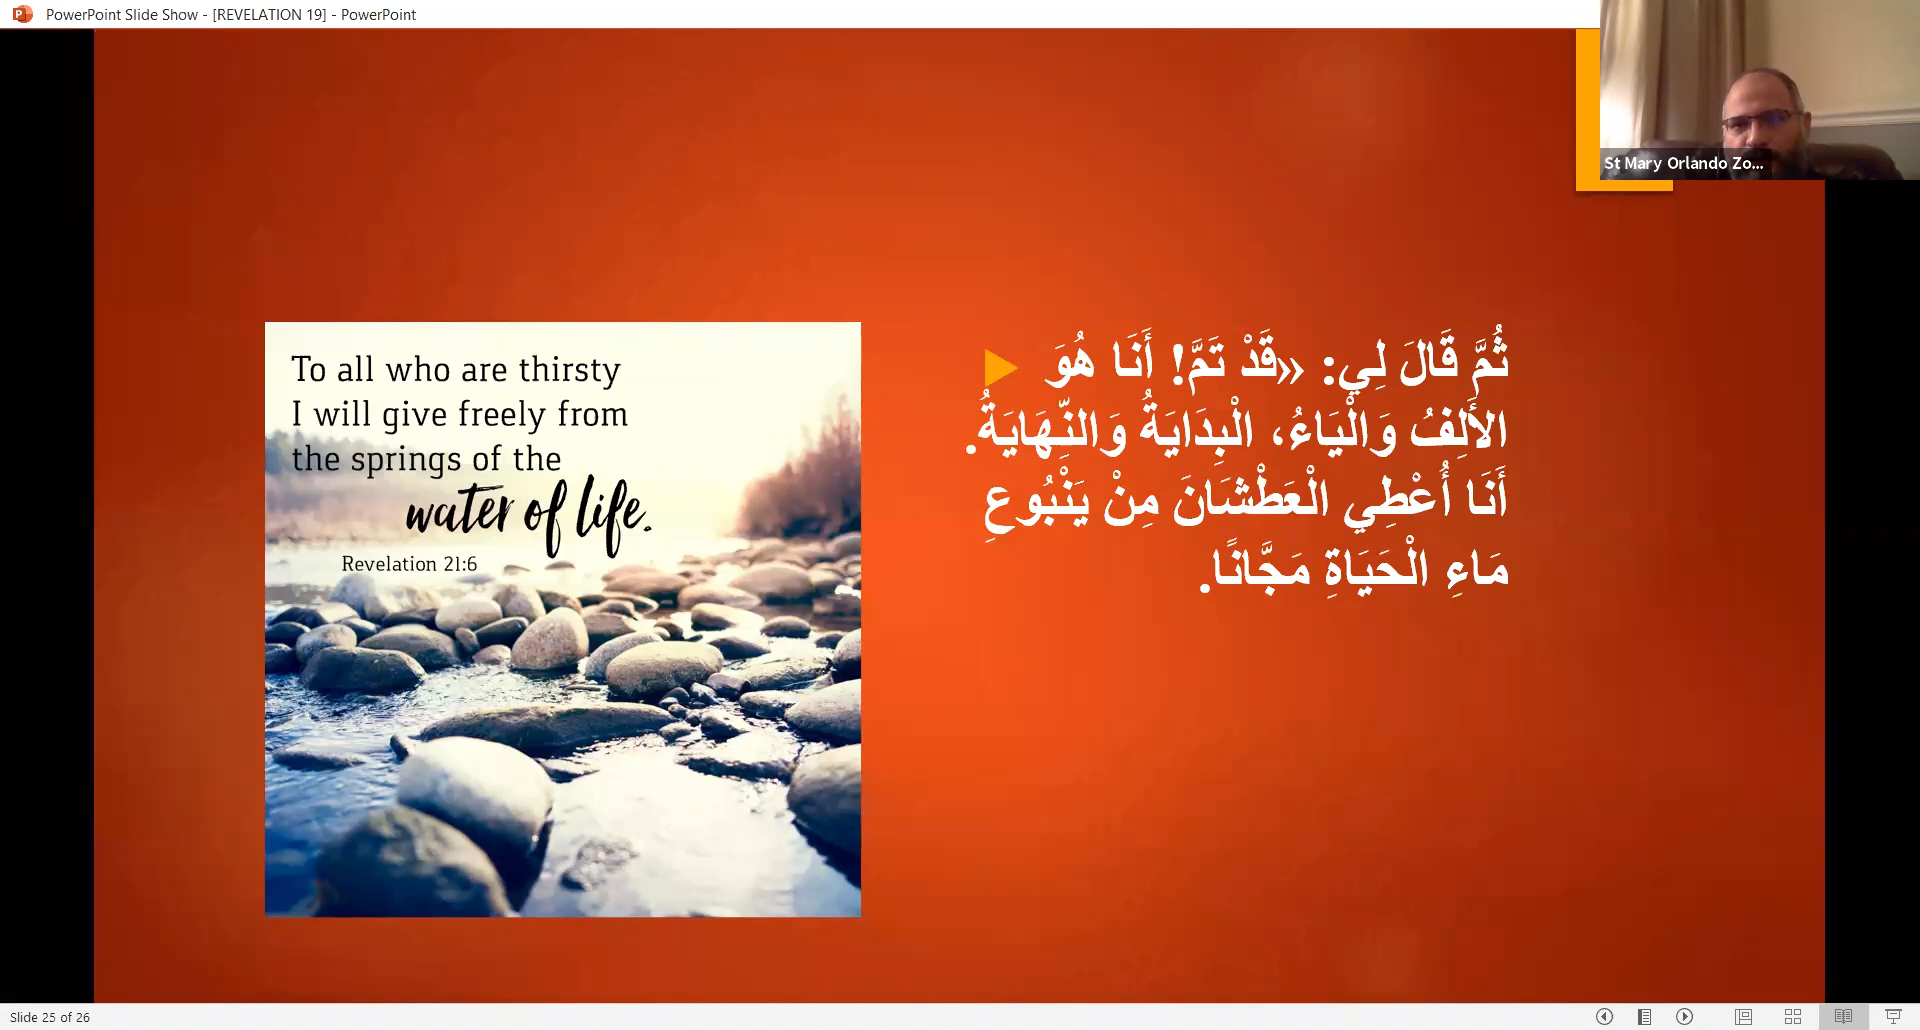 PowerPoint Slide Show - [REVELATION 19] - PowerPoint
St Mary Orlando Zo...
To all who are thirsty
I will give freely from
the springs of the
water of life.
Revelation 21:6
ثُمَّ قَالَ لِي: «قَدْ تَمَّ! أَنَا هُوَ
الأَلِفُ وَالْيَاءُ، الْبِدَايَةُ وَالنِّهَايَةُ.
أَنَا أُعْطِي الْعَطْشَانَ مِنْ يَنْبُوعِ
مَاءِ الْحَيَاةِ مَجَّانًا.
Slide 25 of 26